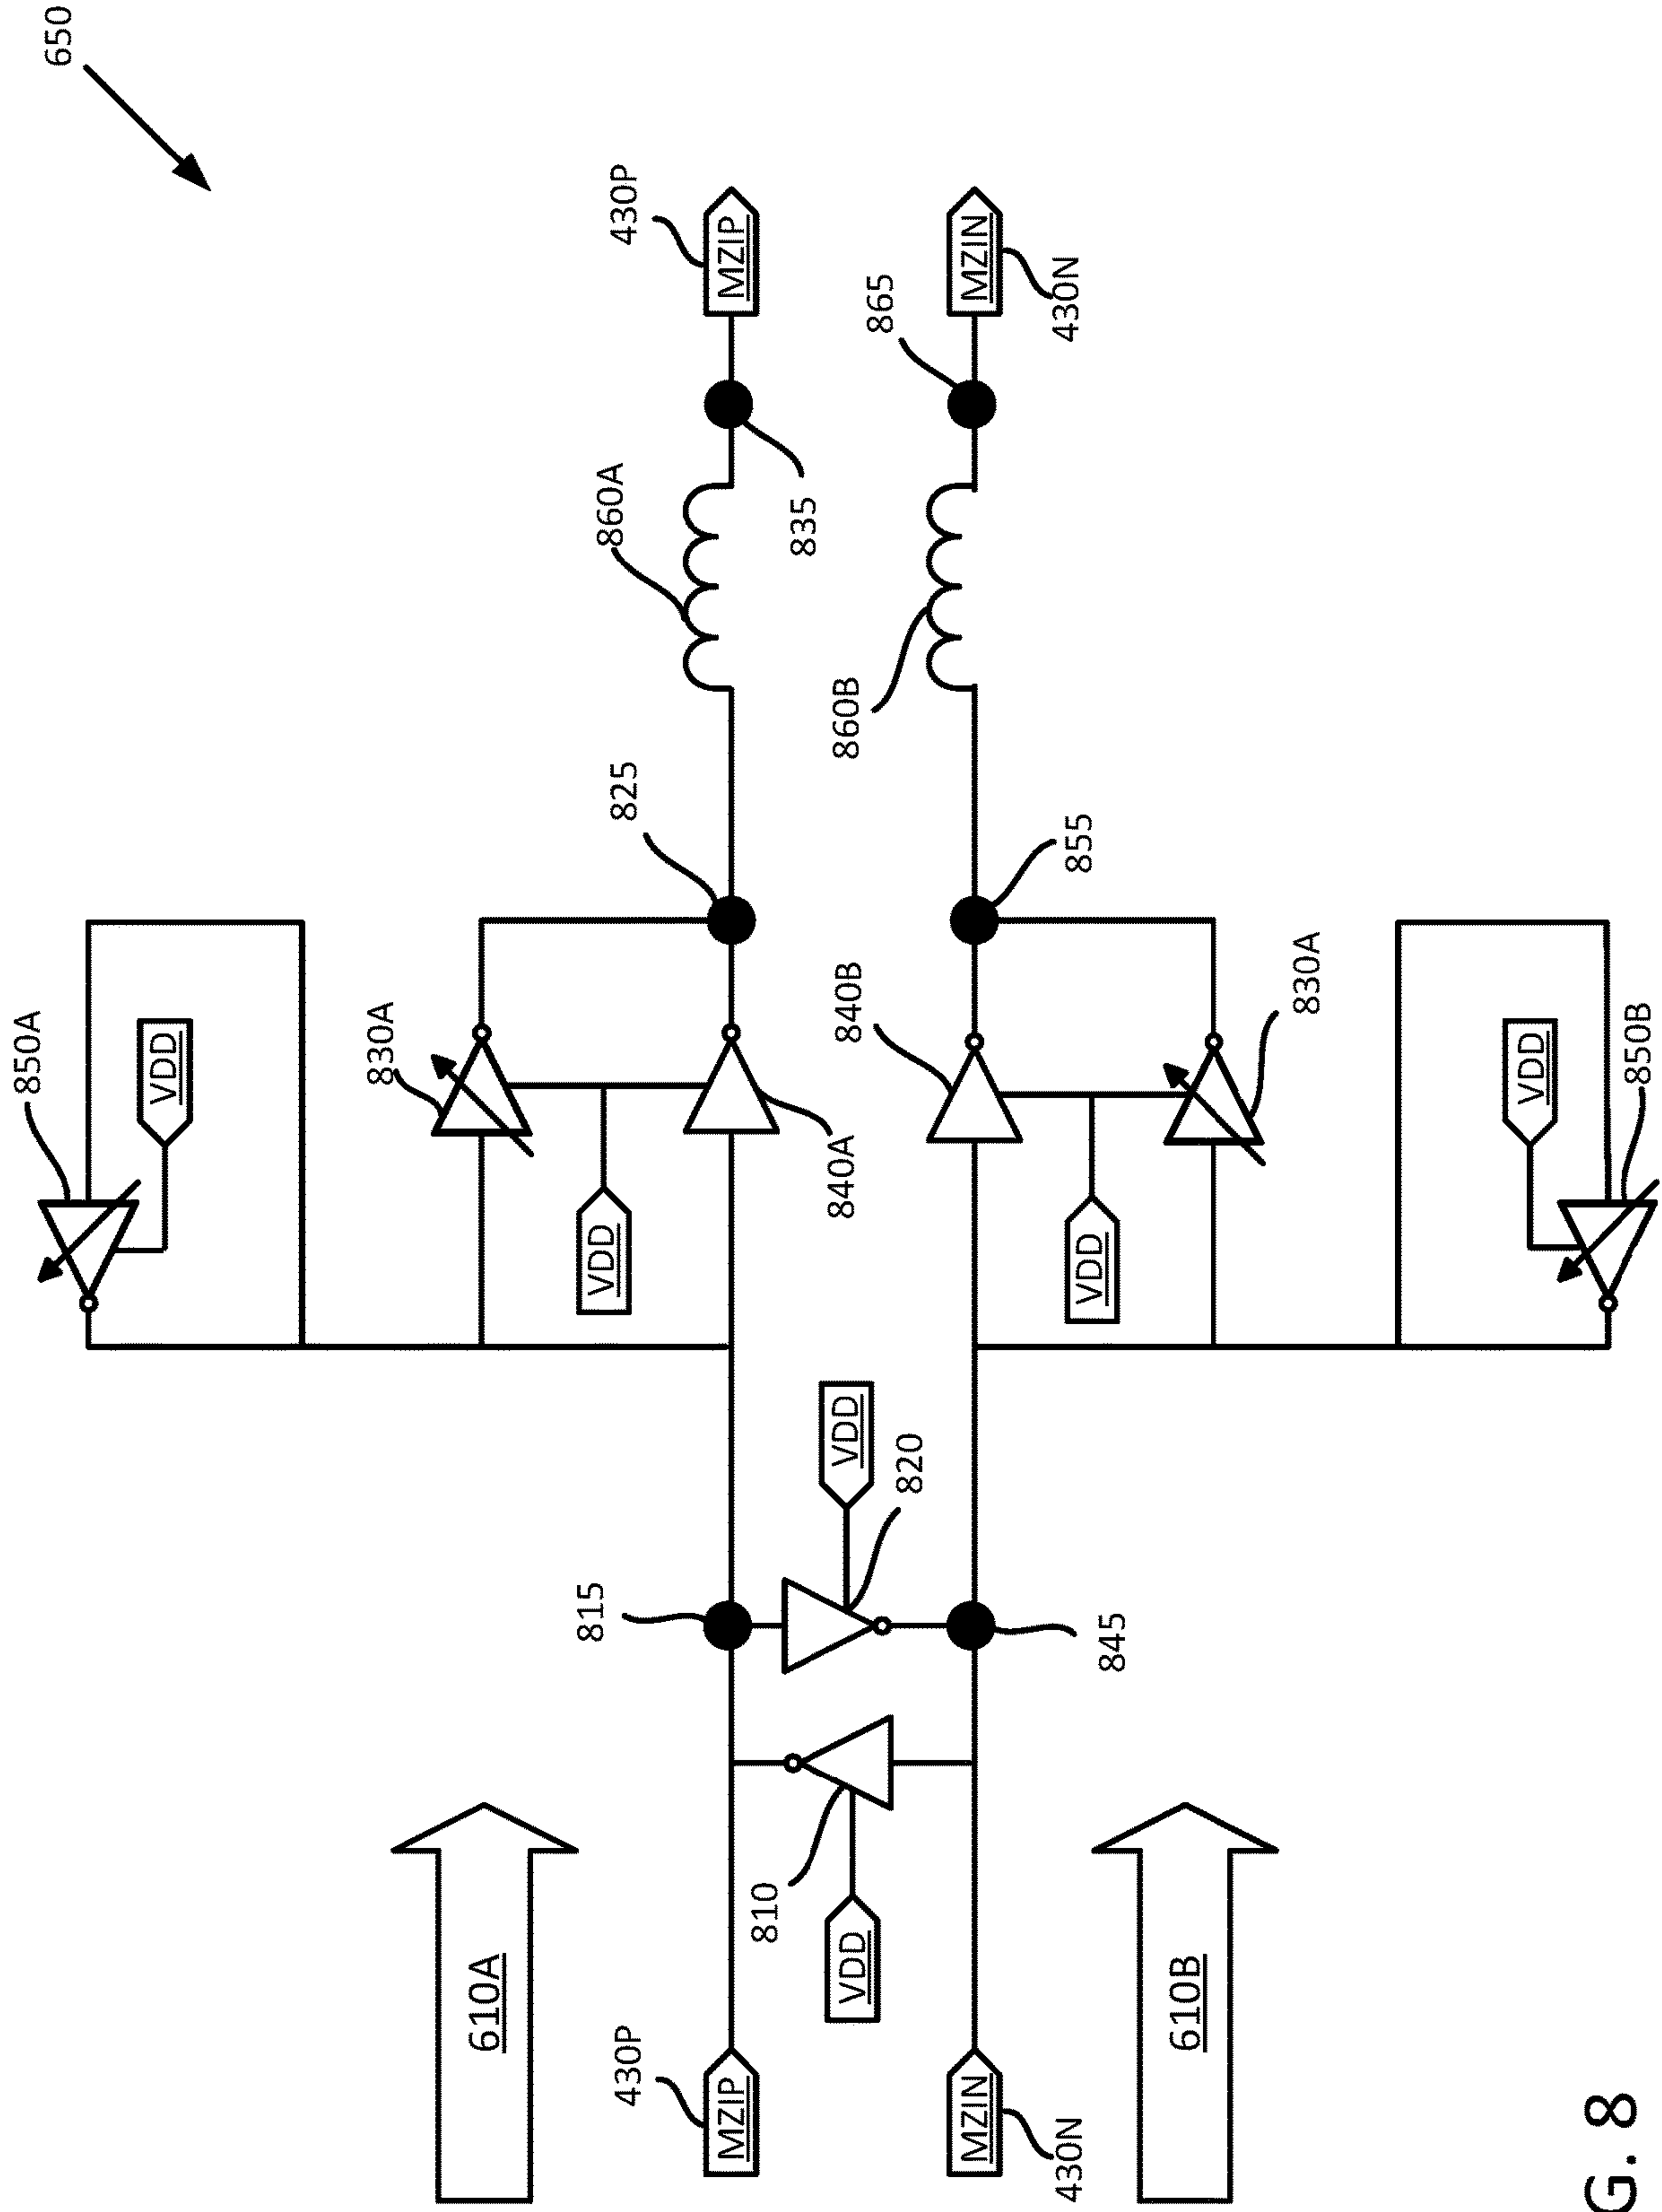 850A
650
VDD
830A
610A
815
VDD
430P
825
860A
430P
MZIP
MZIP
810
835
840A
VDD
VDD
840B
860B
865
820
MZIN
MZIN
430N
855
430N
VDD
845
610B
830A
VDD
850B
G. 8